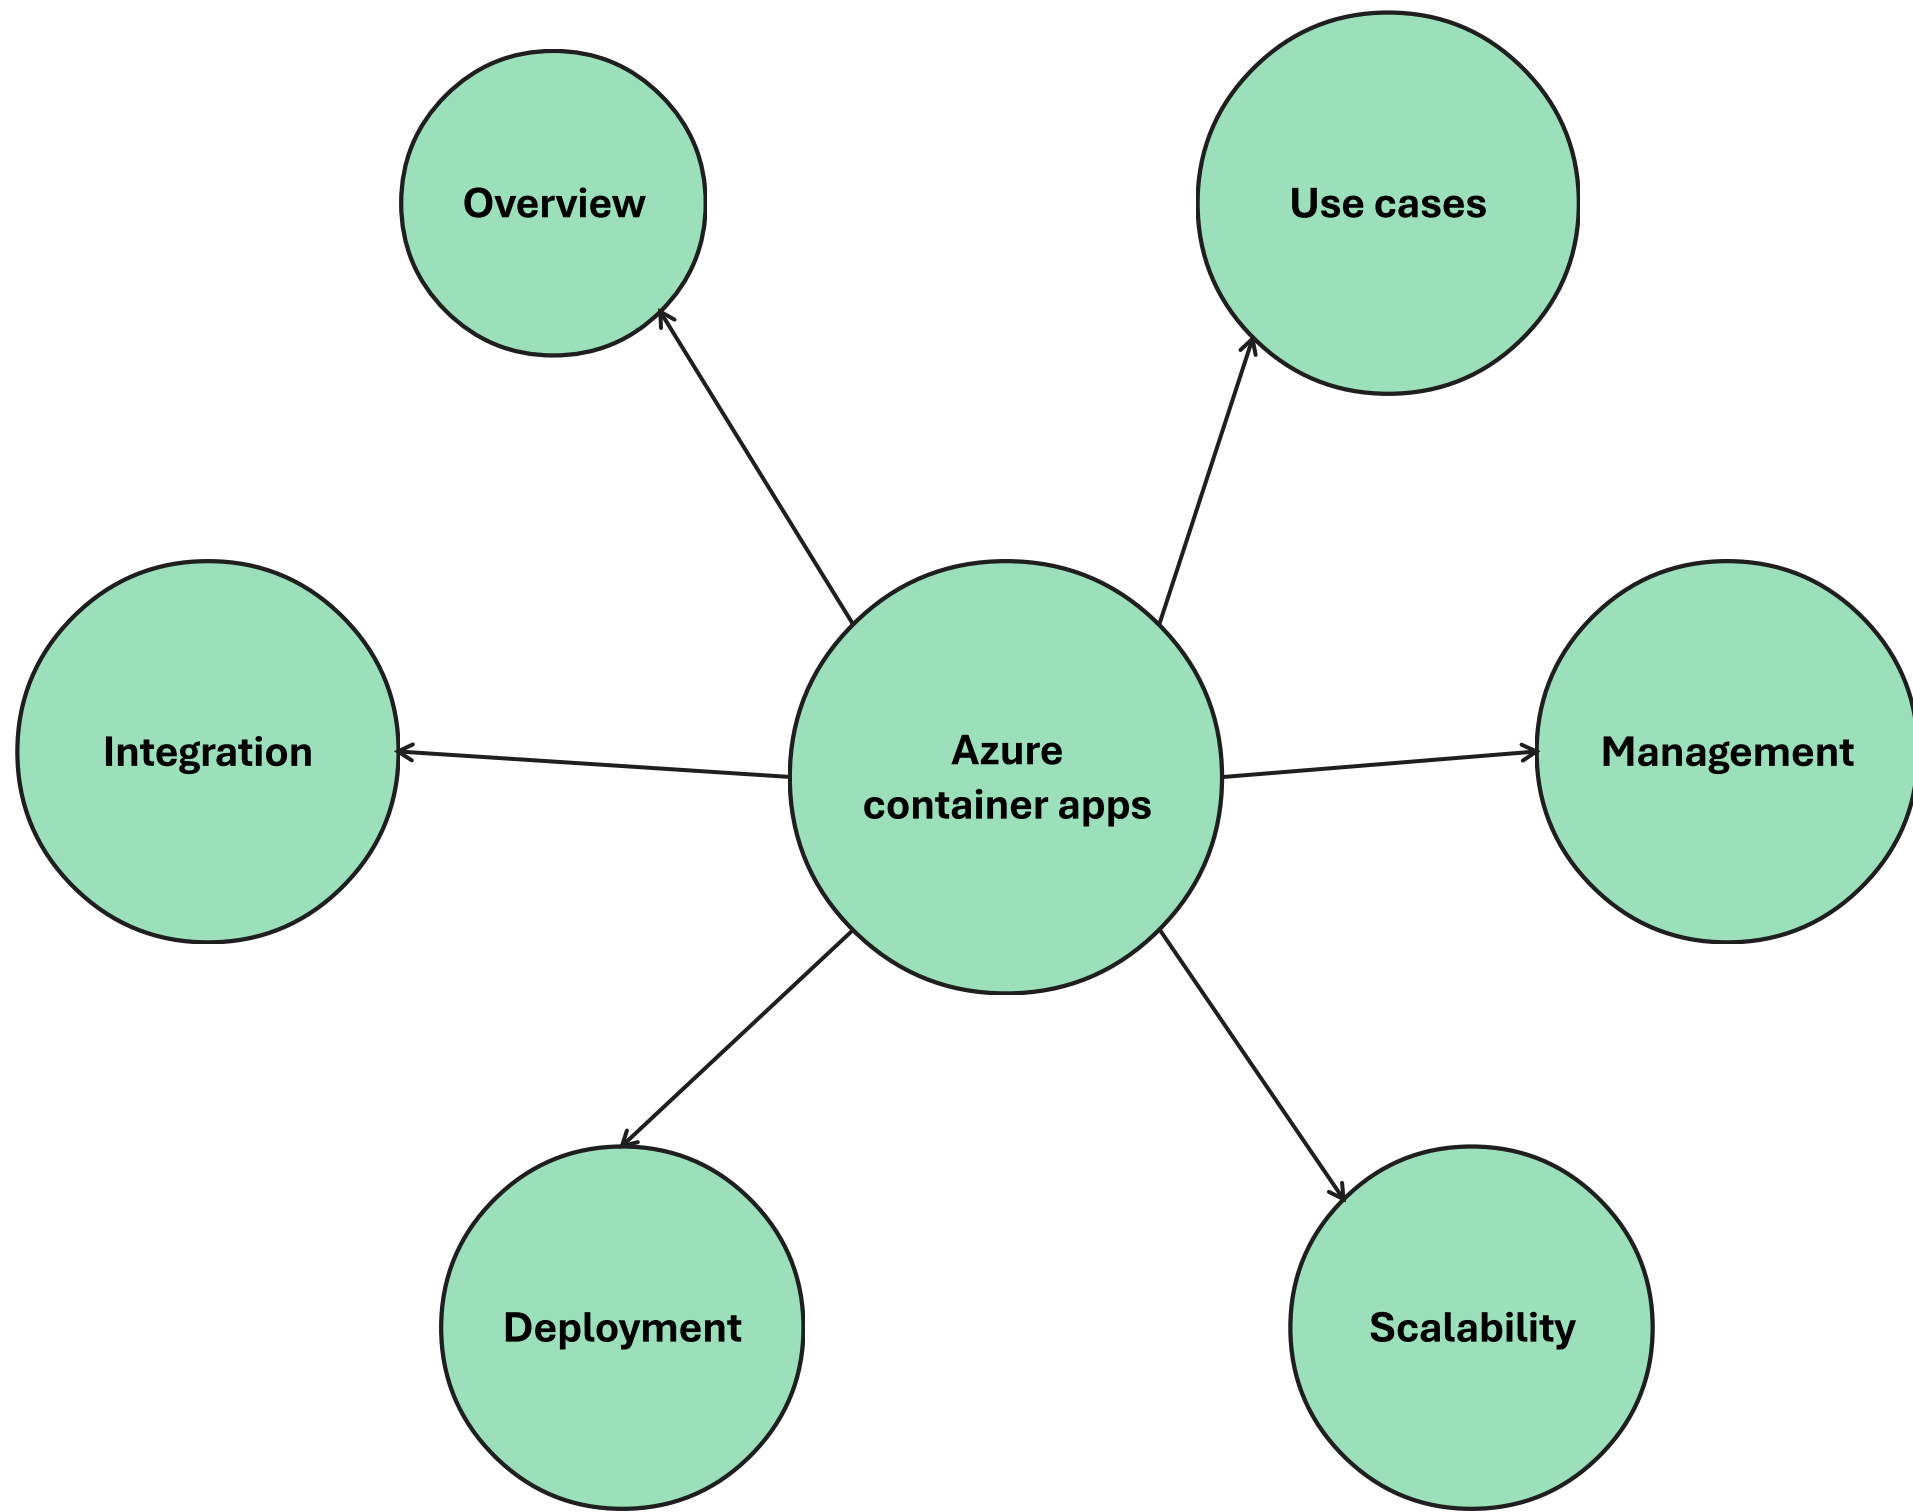 Overview
Use cases
Integration
Azure
container apps
Management
Deployment
Scalability